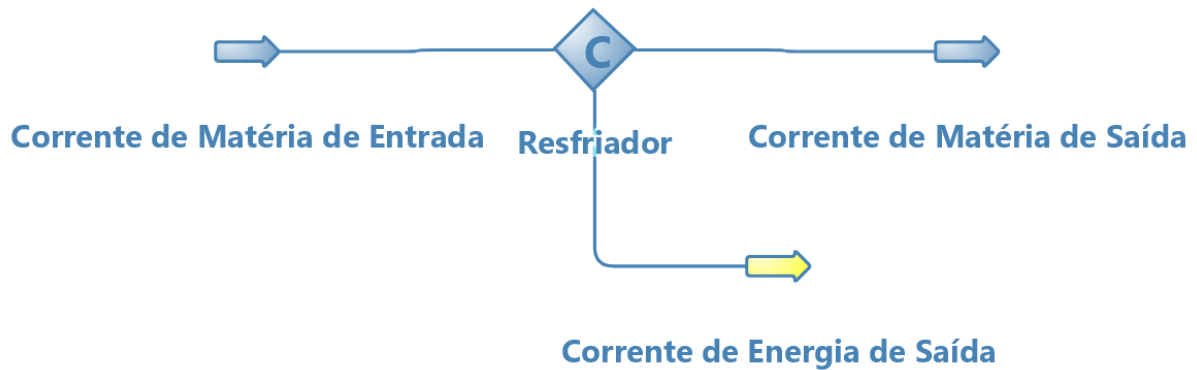 C
Corrente de Matéria de Entrada
Resfriador
Corrente de Matéria de Saída
Corrente de Energia de Saída